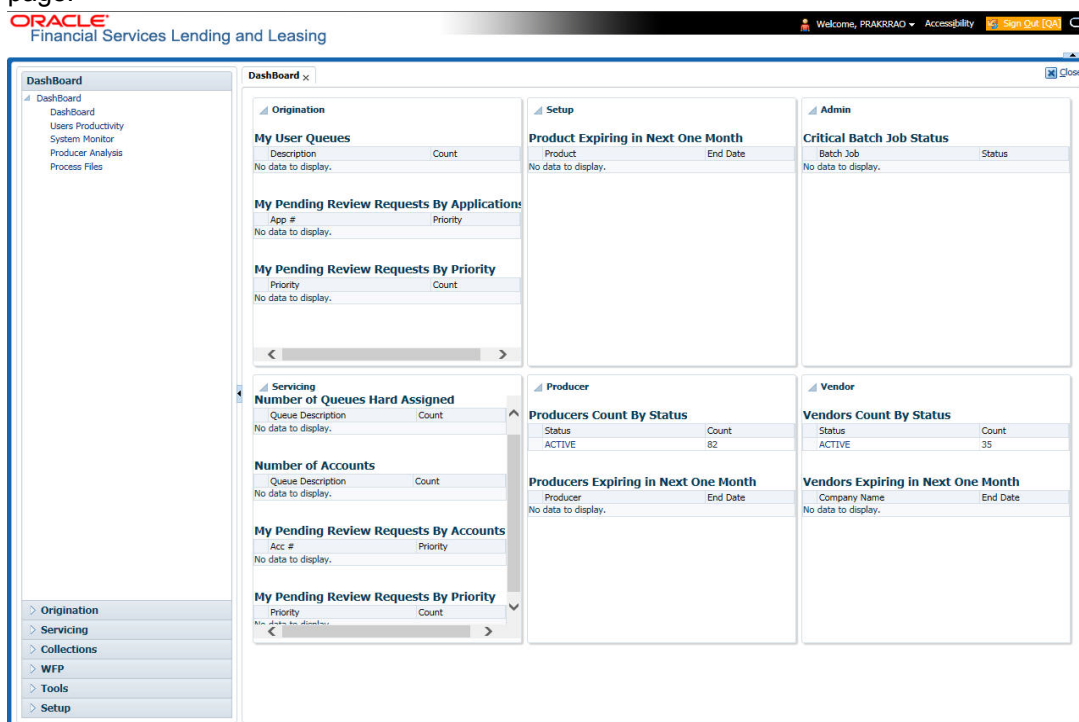 page.
ORACLE
Financial Services Lending and Leasing
Welcome, PRAKRRAO Accessibility Sign Out [QA]
DashBoard
DashBoard
DashBoard
Users Productivity
System Monitor
Producer Analysis
Process Files
Origination
Servicing
Collections
WFP
Tools
Setup
DashBoard
Close
Origination
My User Queues
Description Count
No data to display.
My Pending Review Requests By Applications
App # Priority
No data to display.
My Pending Review Requests By Priority
Priority Count
No data to display.
Setup
Product Expiring in Next One Month
Product End Date
No data to display.
Admin
Critical Batch Job Status
Batch Job Status
No data to display.
Servicing
Number of Queues Hard Assigned
Queue Description Count
No data to display.
Number of Accounts
Queue Description Count
No data to display.
My Pending Review Requests By Accounts
Acc # Priority
No data to display.
My Pending Review Requests By Priority
Priority Count
No data to display.
Producer
Producers Count By Status
Status Count
ACTIVE 82
Producers Expiring in Next One Month
Producer End Date
No data to display.
Vendor
Vendors Count By Status
Status Count
ACTIVE 35
Vendors Expiring in Next One Month
Company Name End Date
No data to display.